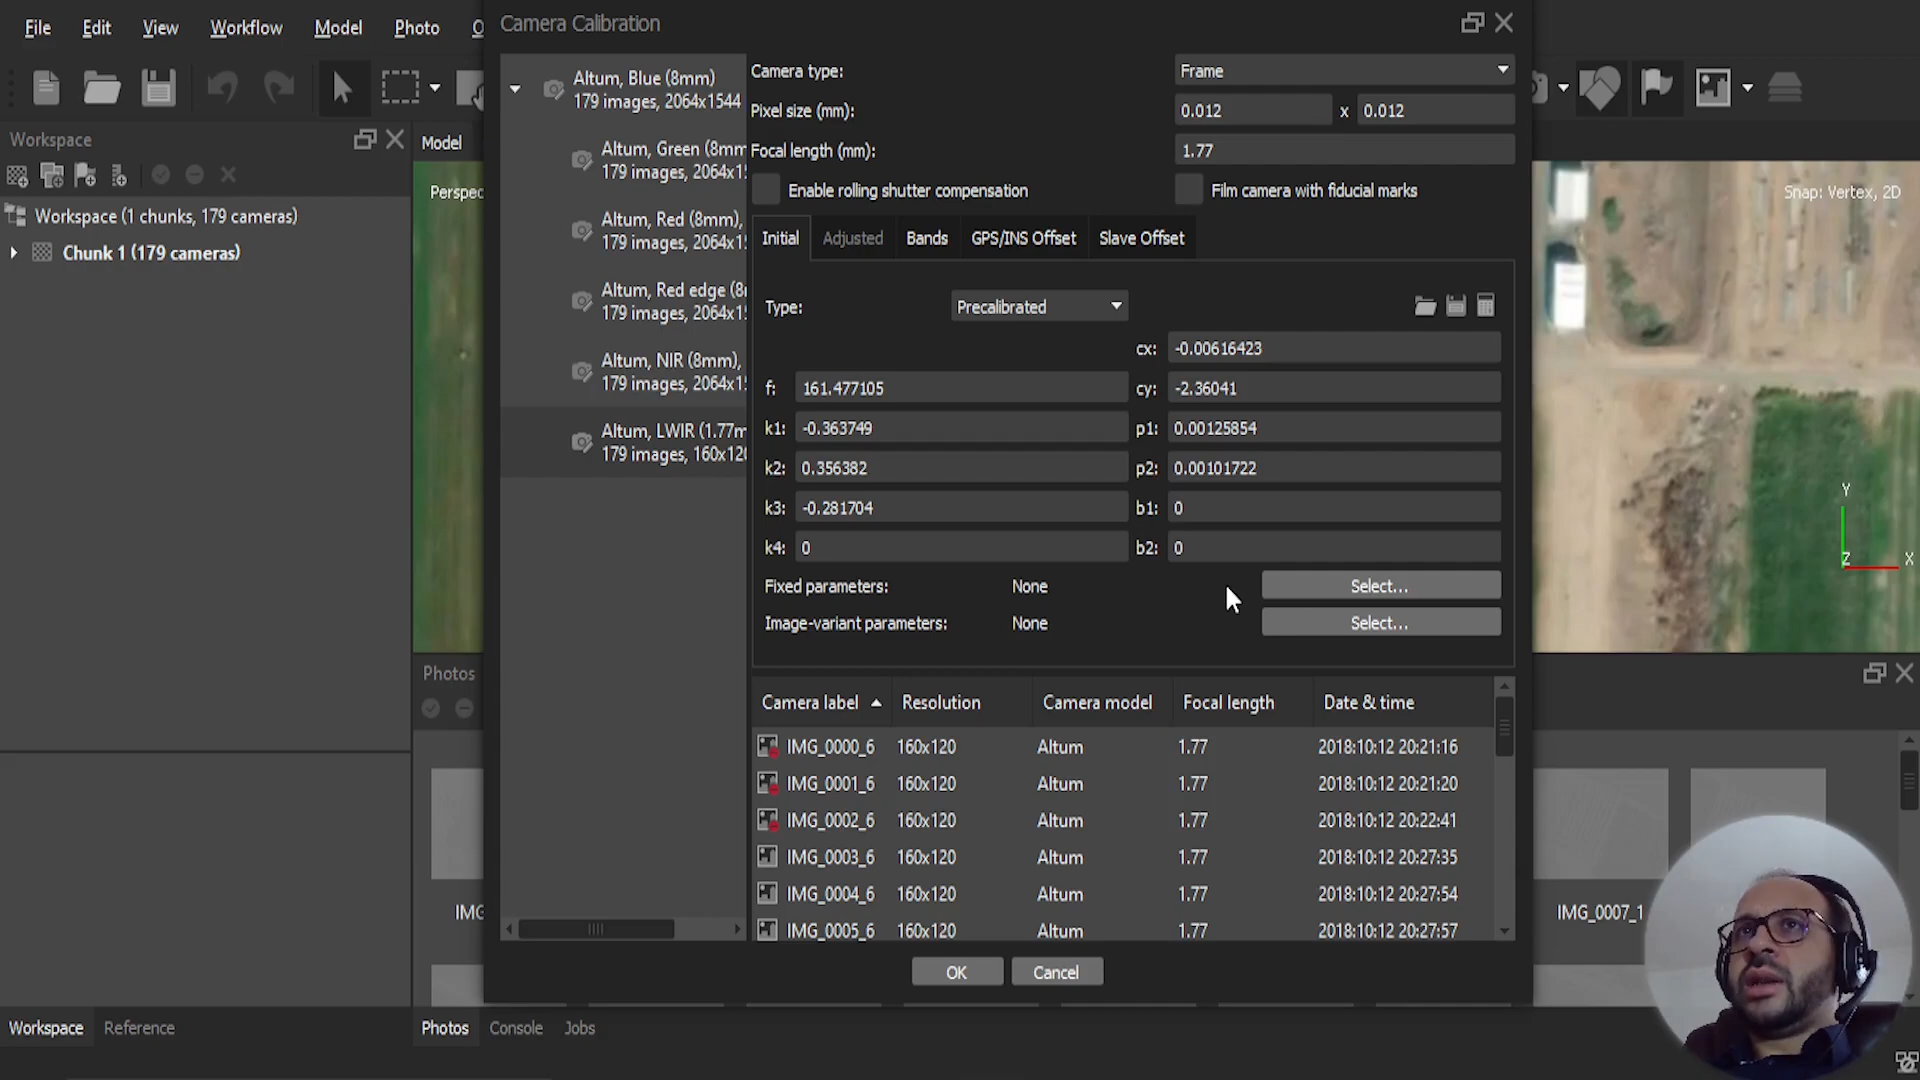 Camera Calibration
File Edit View Workflow Model Photo
Workspace
Workspace (1 chunks, 179 cameras)
Chunk 1 (179 cameras)
Model
Perspec
Snap: Vertex, 2D
Y
Z X
Altum, Blue (8mm)
179 images, 2064x1544
Altum, Green (8mm
179 images, 2064x1
Altum, Red (8mm),
179 images, 2064x1
Altum, Red edge (8
179 images, 2064x1
Altum, NIR (8mm),
179 images, 2064x1
Altum, LWIR (1.77m
179 images, 160x120
Camera type: Frame
Pixel size (mm): 0.012 x 0.012
Focal length (mm): 1.77
Enable rolling shutter compensation Film camera with fiducial marks
Initial Adjusted Bands GPS/INS Offset Slave Offset
Type: Precalibrated
cx: -0.00616423
f: 161.477105 cy: -2.36041
k1: -0.363749 p1: 0.00125854
k2: 0.356382 p2: 0.00101722
k3: -0.281704 b1: 0
k4: 0 b2: 0
Fixed parameters: None Select...
Image-variant parameters: None Select...
Camera label Resolution Camera model Focal length Date & time
IMG_0000_6 160x120 Altum 1.77 2018:10:12 20:21:16
IMG_0001_6 160x120 Altum 1.77 2018:10:12 20:21:20
IMG_0002_6 160x120 Altum 1.77 2018:10:12 20:22:41
IMG_0003_6 160x120 Altum 1.77 2018:10:12 20:27:35
IMG_0004_6 160x120 Altum 1.77 2018:10:12 20:27:54
IMG_0005_6 160x120 Altum 1.77 2018:10:12 20:27:57
OK Cancel
Photos
IMG
IMG_0007_1
Workspace Reference
Photos Console Jobs